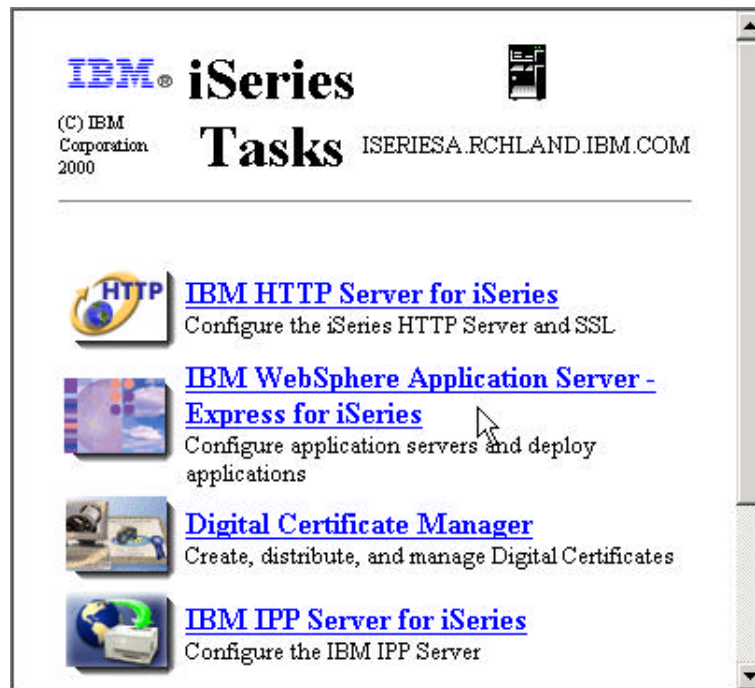 IBM® iSeries
Tasks
(C) IBM
Corporation
2000
ISERIESA.RCHLAND.IBM.COM
HTTP
IBM HTTP Server for iSeries
Configure the iSeries HTTP Server and SSL
IBM WebSphere Application Server -
Express for iSeries
Configure application servers and deploy
applications
Digital Certificate Manager
Create, distribute, and manage Digital Certificates
IBM IPP Server for iSeries
Configure the IBM IPP Server